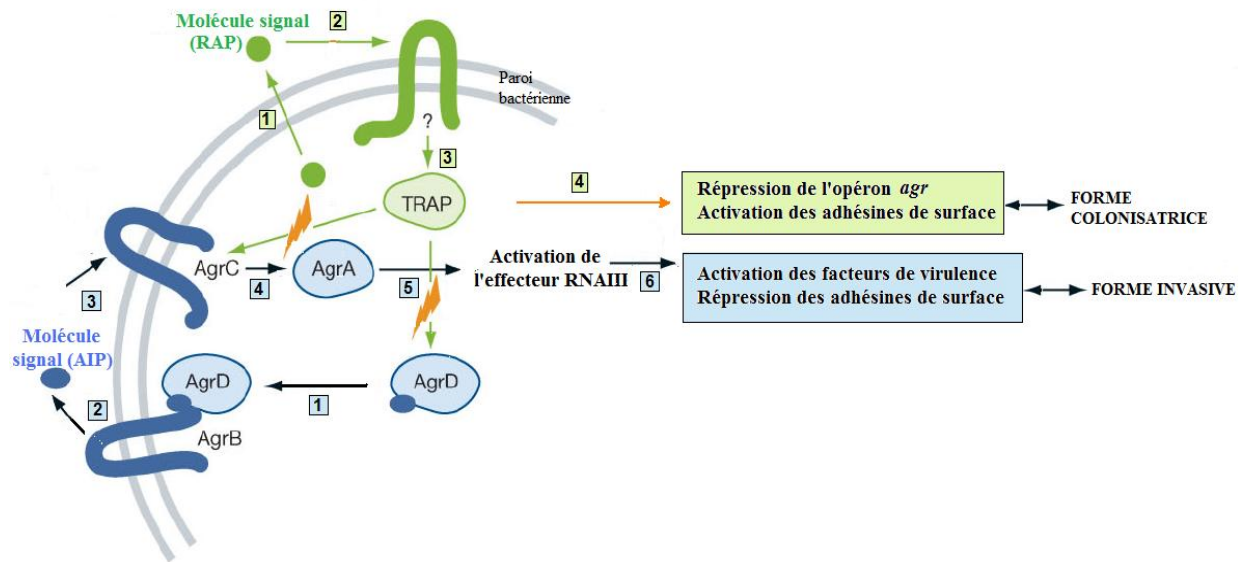 Molécule signal
(RAP)
2
Paroi
bactérienne
1
?
3
TRAP
4
Répression de l'opéron agr
Activation des adhésines de surface
FORME
COLONISATRICE
AgrC
4
AgrA
5
Activation de
l'effecteur RNAIII
6
Activation des facteurs de virulence
Répression des adhésines de surface
FORME INVASIVE
3
Molécule
signal (AIP)
AgrD
1
AgrD
2
AgrB